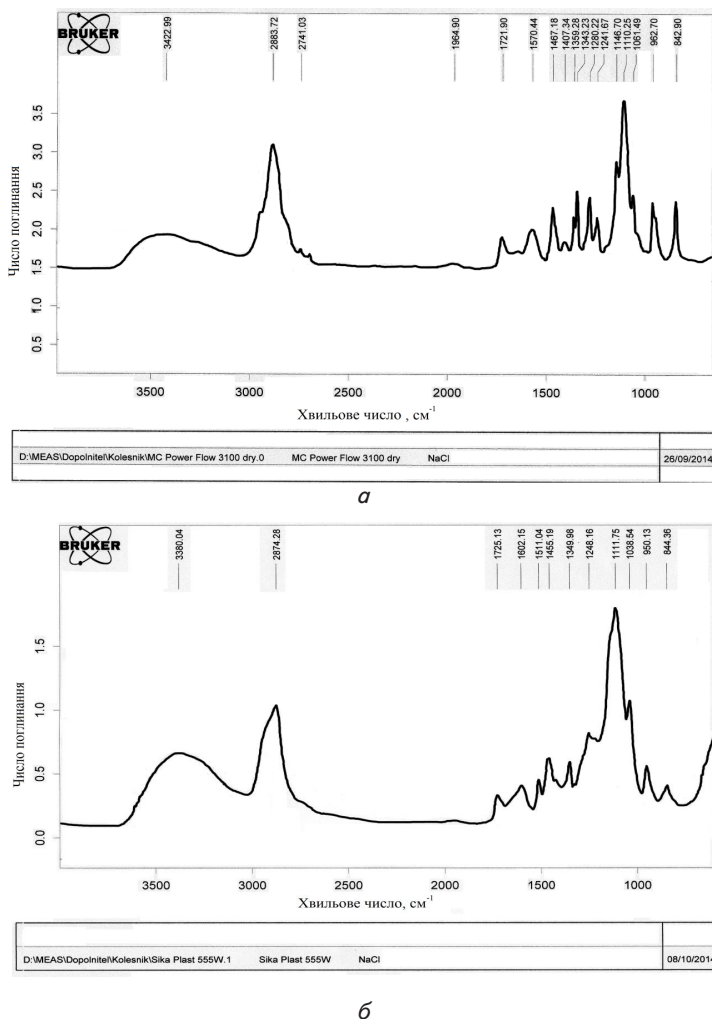 BRUKER
3422.99 2883.72 2741.03 1964.90 1721.90 1570.44 1467.18 1407.34 1359.28 1343.23 1280.22 1241.67 1146.70 1110.25 1061.49 962.70 842.90
Число поглинання
3.5
3.0
2.5
2.0
1.5
1.0
0.5
3500 3000 2500 2000 1500 1000
Хвильове число , см-1
D:\MEAS\Dopolnitel\Kolesnik\MC Power Flow 3100 dry.0 MC Power Flow 3100 dry NaCl 26/09/2014
а
BRUKER
3380.04 2874.28 1725.13 1602.15 1511.04 1455.19 1349.98 1248.16 1111.75 1038.54 950.13 844.36
Число поглинання
1.5
1.0
0.5
0.0
3500 3000 2500 2000 1500 1000
Хвильове число, см-1
D:\MEAS\Dopolnitel\Kolesnik\Sika Plast 555W.1 Sika Plast 555W NaCl 08/10/2014
б